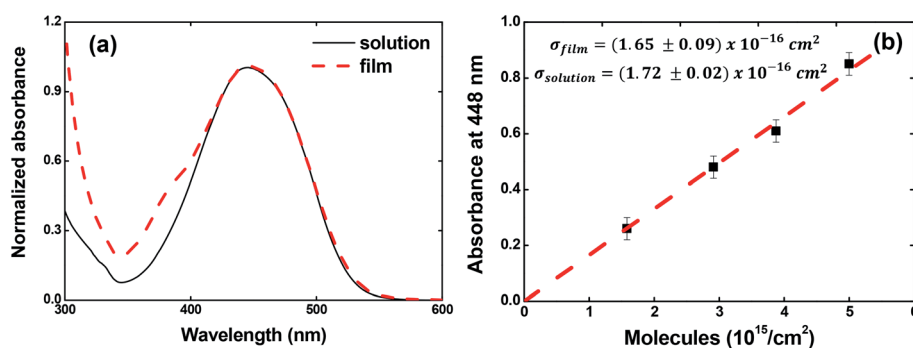 (a)
solution
film
Normalized absorbance
1.2
0.9
0.6
0.3
0.0
300
400
500
600
Wavelength (nm)
(b)
σ_film = (1.65 ± 0.09) x 10⁻¹⁶ cm²
σ_solution = (1.72 ± 0.02) x 10⁻¹⁶ cm²
Absorbance at 448 nm
1.0
0.8
0.6
0.4
0.2
0.0
0
1
2
3
4
5
6
Molecules (10¹⁵/cm²)